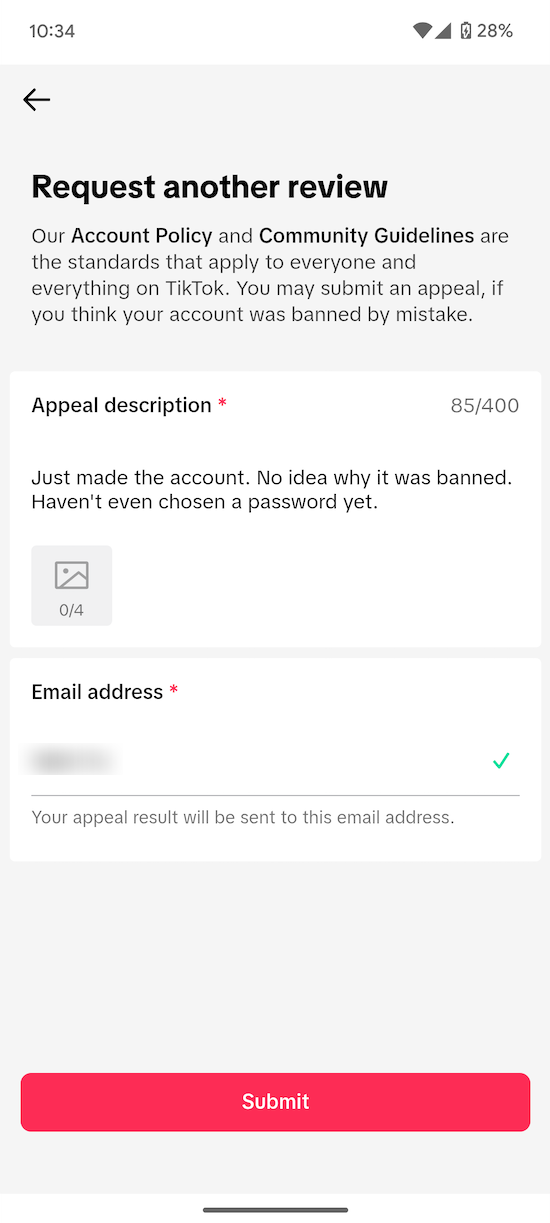 10:34
28%
Request another review
Our Account Policy and Community Guidelines are
the standards that apply to everyone and
everything on TikTok. You may submit an appeal, if
you think your account was banned by mistake.
Appeal description *
85/400
Just made the account. No idea why it was banned.
Haven't even chosen a password yet.
0/4
Email address *
Your appeal result will be sent to this email address.
Submit